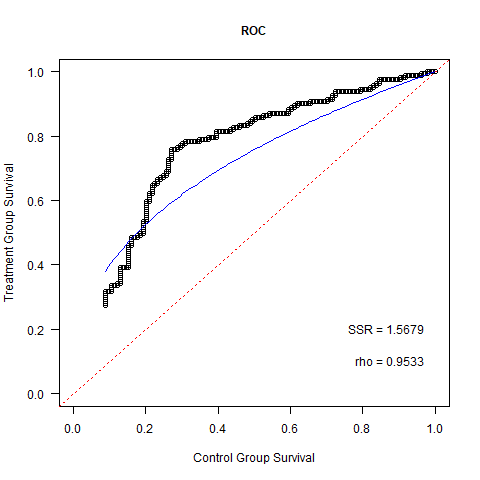 ROC
Treatment Group Survival
1.0
0.8
0.6
0.4
0.2
0.0
SSR = 1.5679
rho = 0.9533
0.0 0.2 0.4 0.6 0.8 1.0
Control Group Survival